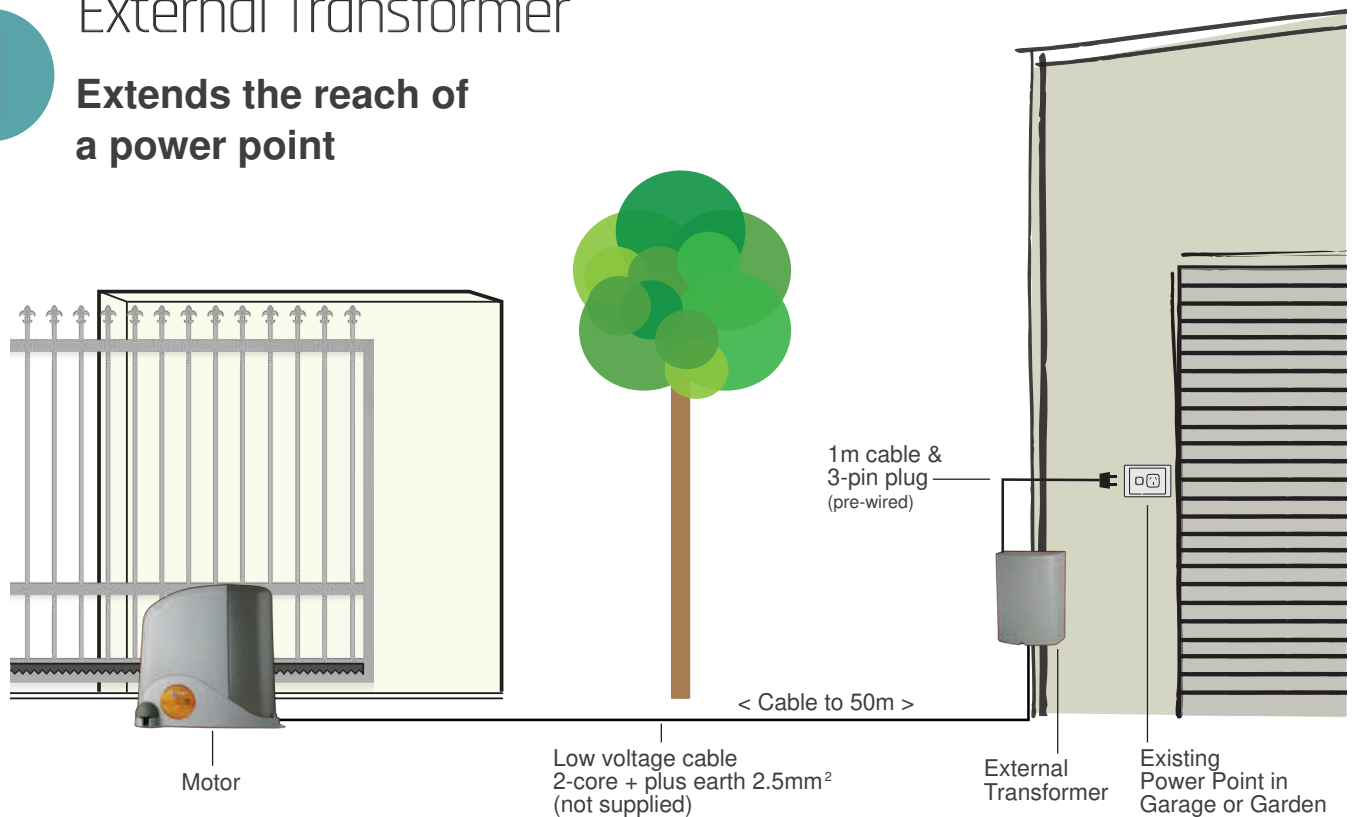 External Transformer
Extends the reach of
a power point
1m cable &
3-pin plug
(pre-wired)
< Cable to 50m >
Motor
Low voltage cable
2-core + plus earth 2.5mm²
(not supplied)
External
Transformer
Existing
Power Point in
Garage or Garden